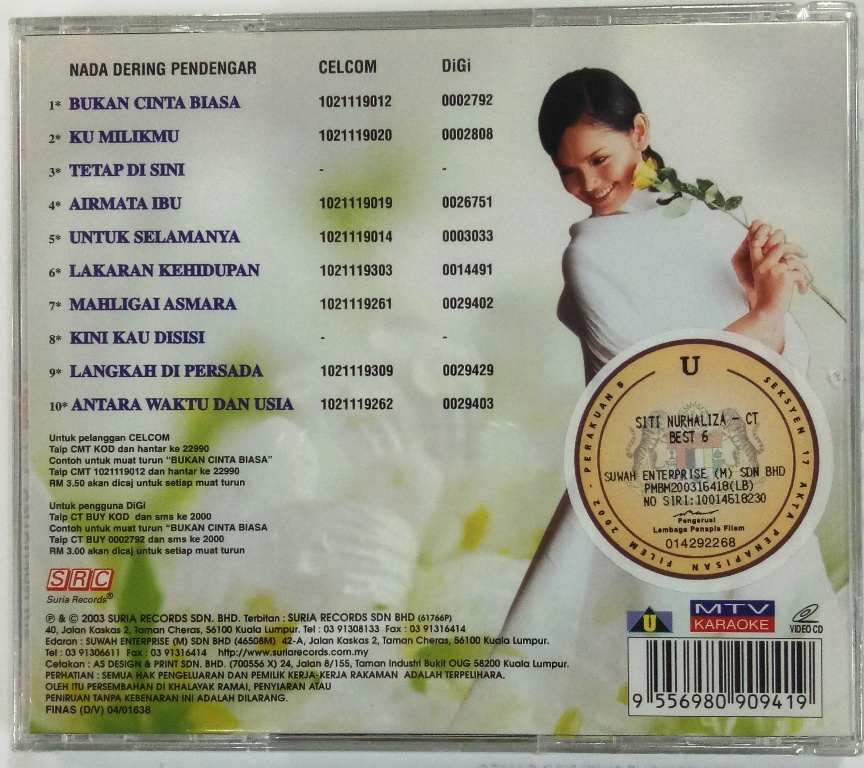 NADA DERING PENDENGAR CELCOM DiGi
1* BUKAN CINTA BIASA 1021119012 0002792
2* KU MILIKMU 1021119020 0002808
3* TETAP DI SINI - -
4* AIRMATA IBU 1021119019 0026751
5* UNTUK SELAMANYA 1021119014 0003033
6* LAKARAN KEHIDUPAN 1021119303 0014491
7* MAHLIGAI ASMARA 1021119261 0029402
8* KINI KAU DISISI - -
9* LANGKAH DI PERSADA 1021119309 0029429
10* ANTARA WAKTU DAN USIA 1021119262 0029403
Untuk pelanggan CELCOM
Taip CMT KOD dan hantar ke 22990
Contoh untuk muat turun "BUKAN CINTA BIASA"
Taip CMT 1021119012 dan hantar ke 22990
RM 3.50 akan dicaj untuk setiap muat turun
Untuk pengguna DiGi
Taip CT BUY KOD dan sms ke 2000
Contoh untuk muat turun "BUKAN CINTA BIASA
Taip CT BUY 0002792 dan sms ke 2000
RM 3.00 akan dicaj untuk setiap muat turun
SRC
Suria Records®
℗ & © 2003 SURIA RECORDS SDN. BHD. Terbitan : SURIA RECORDS SDN BHD (61766P)
40, Jalan Kaskas 2, Taman Cheras, 56100 Kuala Lumpur. Tel : 03 91308133 Fax : 03 91316414
Edaran : SUWAH ENTERPRISE (M) SDN BHD (46508M) 42-A, Jalan Kaskas 2, Taman Cheras, 56100 Kuala Lumpur.
Tel : 03 91306611 Fax : 03 91316414 http://www.suriarecords.com.my
Cetakan : AS DESIGN & PRINT SDN. BHD. (700556 X) 24, Jalan 8/155, Taman Industri Bukit OUG 58200 Kuala Lumpur.
PERHATIAN : SEMUA HAK PENGELUARAN DAN PEMILIK KERJA-KERJA RAKAMAN ADALAH TERPELIHARA.
OLEH ITU PERSEMBAHAN DI KHALAYAK RAMAI, PENYIARAN ATAU
PENIRUAN TANPA KEBENARAN INI ADALAH DILARANG.
FINAS (D/V) 04/01638
U
PERAKUAN B SEKSYEN 17 AKTA PENAPISAN FILEM 2002
SITI NURHALIZA - CT
BEST 6
SUWAH ENTERPRISE (M) SDN BHD
PMBM200316418(LB)
NO SIRI:10014618230
Pengerusi
Lembaga Penapis Filem
014292268
U
MTV
KARAOKE
VIDEO CD
9 556980 909419